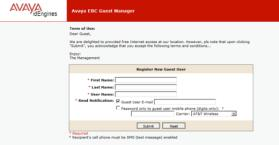 AVAYA
IDEngines
Avaya EBC Guest Manager
Terms of Use:
Dear Guest,
We are delighted to provided free internet access at our location. However, pls note that upon clicking
"Submit", you acknowledge that you accept the following terms and conditions...
Enjoy!
The Management
Register New Guest User
* First Name:
* Last Name:
* User Name:
* Send Notification:
Guest User E-mail
Password only to guest user mobile phone (digits only): *
Carrier: AT&T Wireless
Submit
Reset
* Required
* Recipient's cell phone must be SMS (text message) enabled